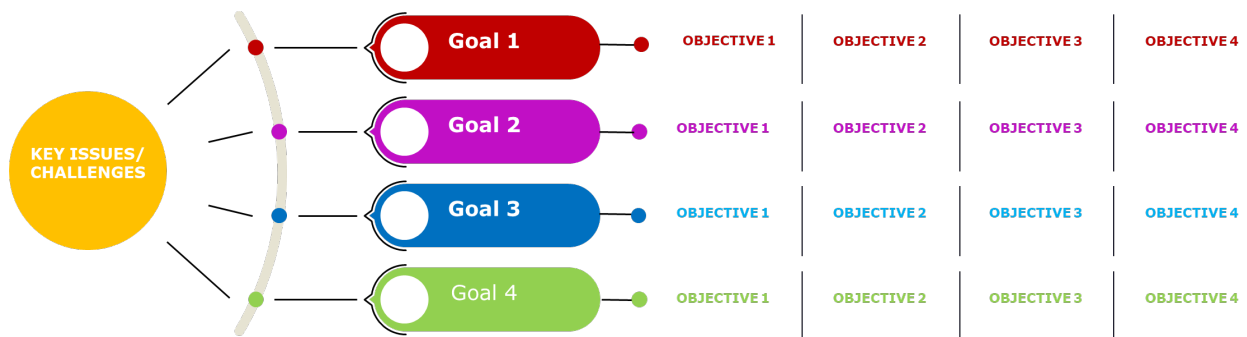 KEY ISSUES/
CHALLENGES
Goal 1
OBJECTIVE 1
OBJECTIVE 2
OBJECTIVE 3
OBJECTIVE 4
Goal 2
OBJECTIVE 1
OBJECTIVE 2
OBJECTIVE 3
OBJECTIVE 4
Goal 3
OBJECTIVE 1
OBJECTIVE 2
OBJECTIVE 3
OBJECTIVE 4
Goal 4
OBJECTIVE 1
OBJECTIVE 2
OBJECTIVE 3
OBJECTIVE 4